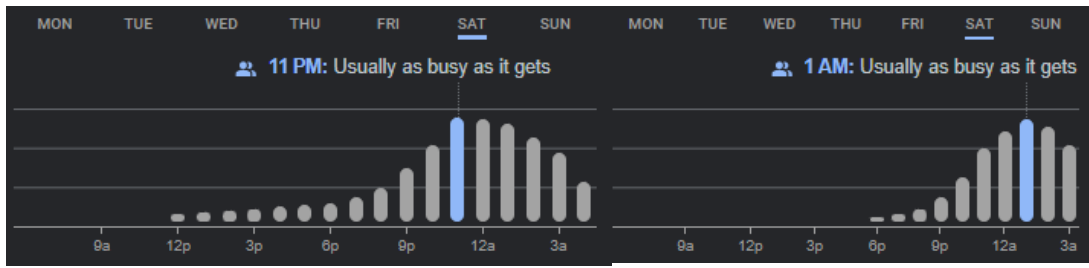 MON TUE WED THU FRI SAT SUN
11 PM: Usually as busy as it gets
9a 12p 3p 6p 9p 12a 3a
MON TUE WED THU FRI SAT SUN
1 AM: Usually as busy as it gets
9a 12p 3p 6p 9p 12a 3a